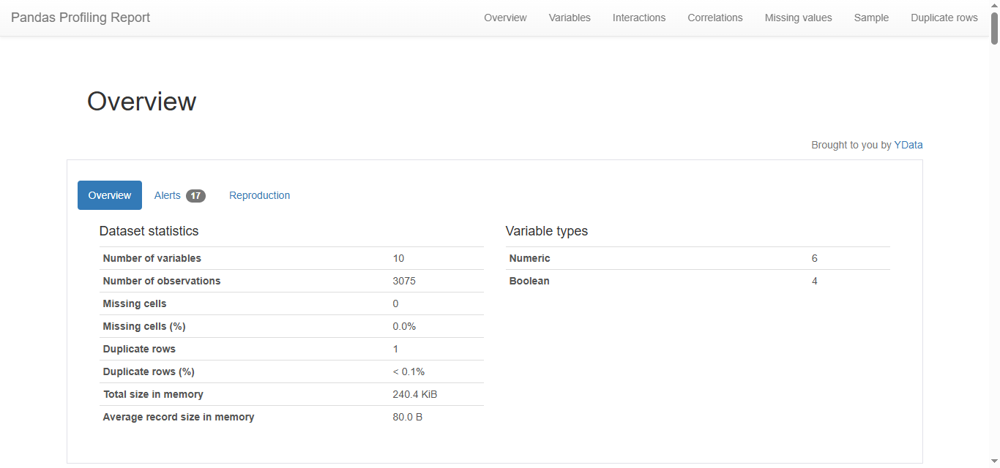 Pandas Profiling Report
Overview
Variables
Interactions
Correlations
Missing values
Sample
Duplicate rows
Overview
Brought to you by YData
Overview
Alerts 17
Reproduction
Dataset statistics
Number of variables 10
Number of observations 3075
Missing cells 0
Missing cells (%) 0.0%
Duplicate rows 1
Duplicate rows (%) < 0.1%
Total size in memory 240.4 KiB
Average record size in memory 80.0 B
Variable types
Numeric 6
Boolean 4